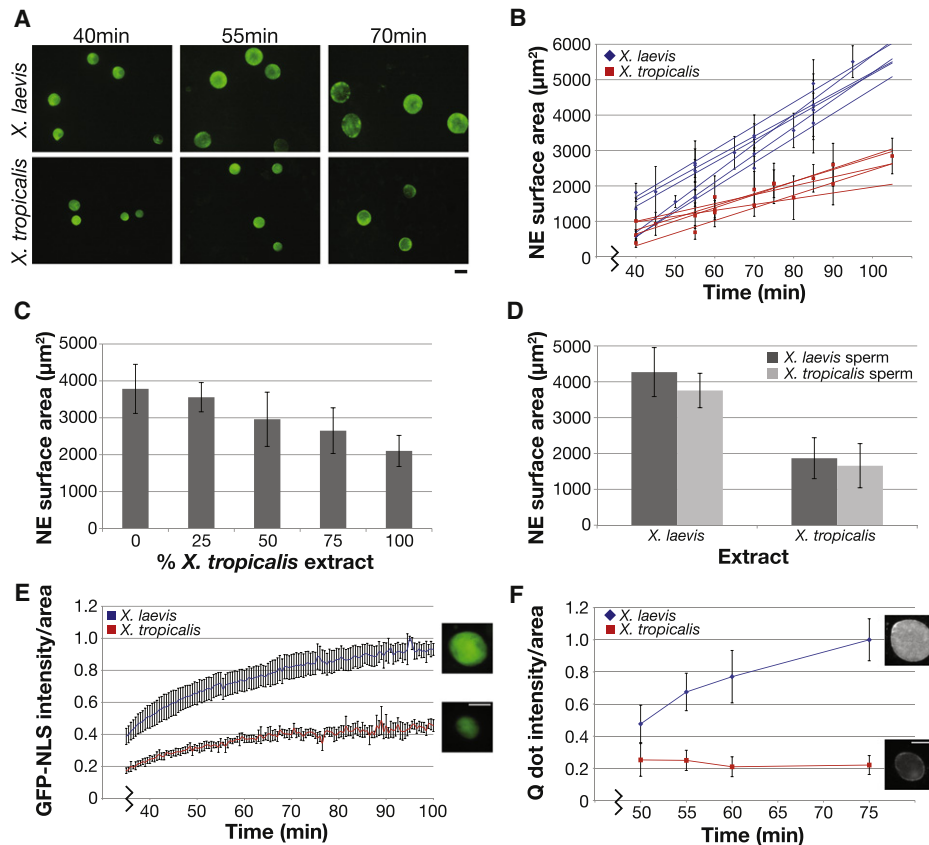 A
40min 55min 70min
X. laevis
X. tropicalis
B
NE surface area (µm²)
6000
5000
4000
3000
2000
1000
0
X. laevis
X. tropicalis
40 50 60 70 80 90 100
Time (min)
C
NE surface area (µm²)
5000
4000
3000
2000
1000
0
0 25 50 75 100
% X. tropicalis extract
D
NE surface area (µm²)
5000
4000
3000
2000
1000
0
X. laevis sperm
X. tropicalis sperm
X. laevis X. tropicalis
Extract
E
GFP-NLS intensity/area
1.2
1.0
0.8
0.6
0.4
0.2
0
X. laevis
X. tropicalis
40 50 60 70 80 90 100
Time (min)
F
Q dot intensity/area
1.2
1.0
0.8
0.6
0.4
0.2
0
X. laevis
X. tropicalis
50 55 60 65 70 75
Time (min)